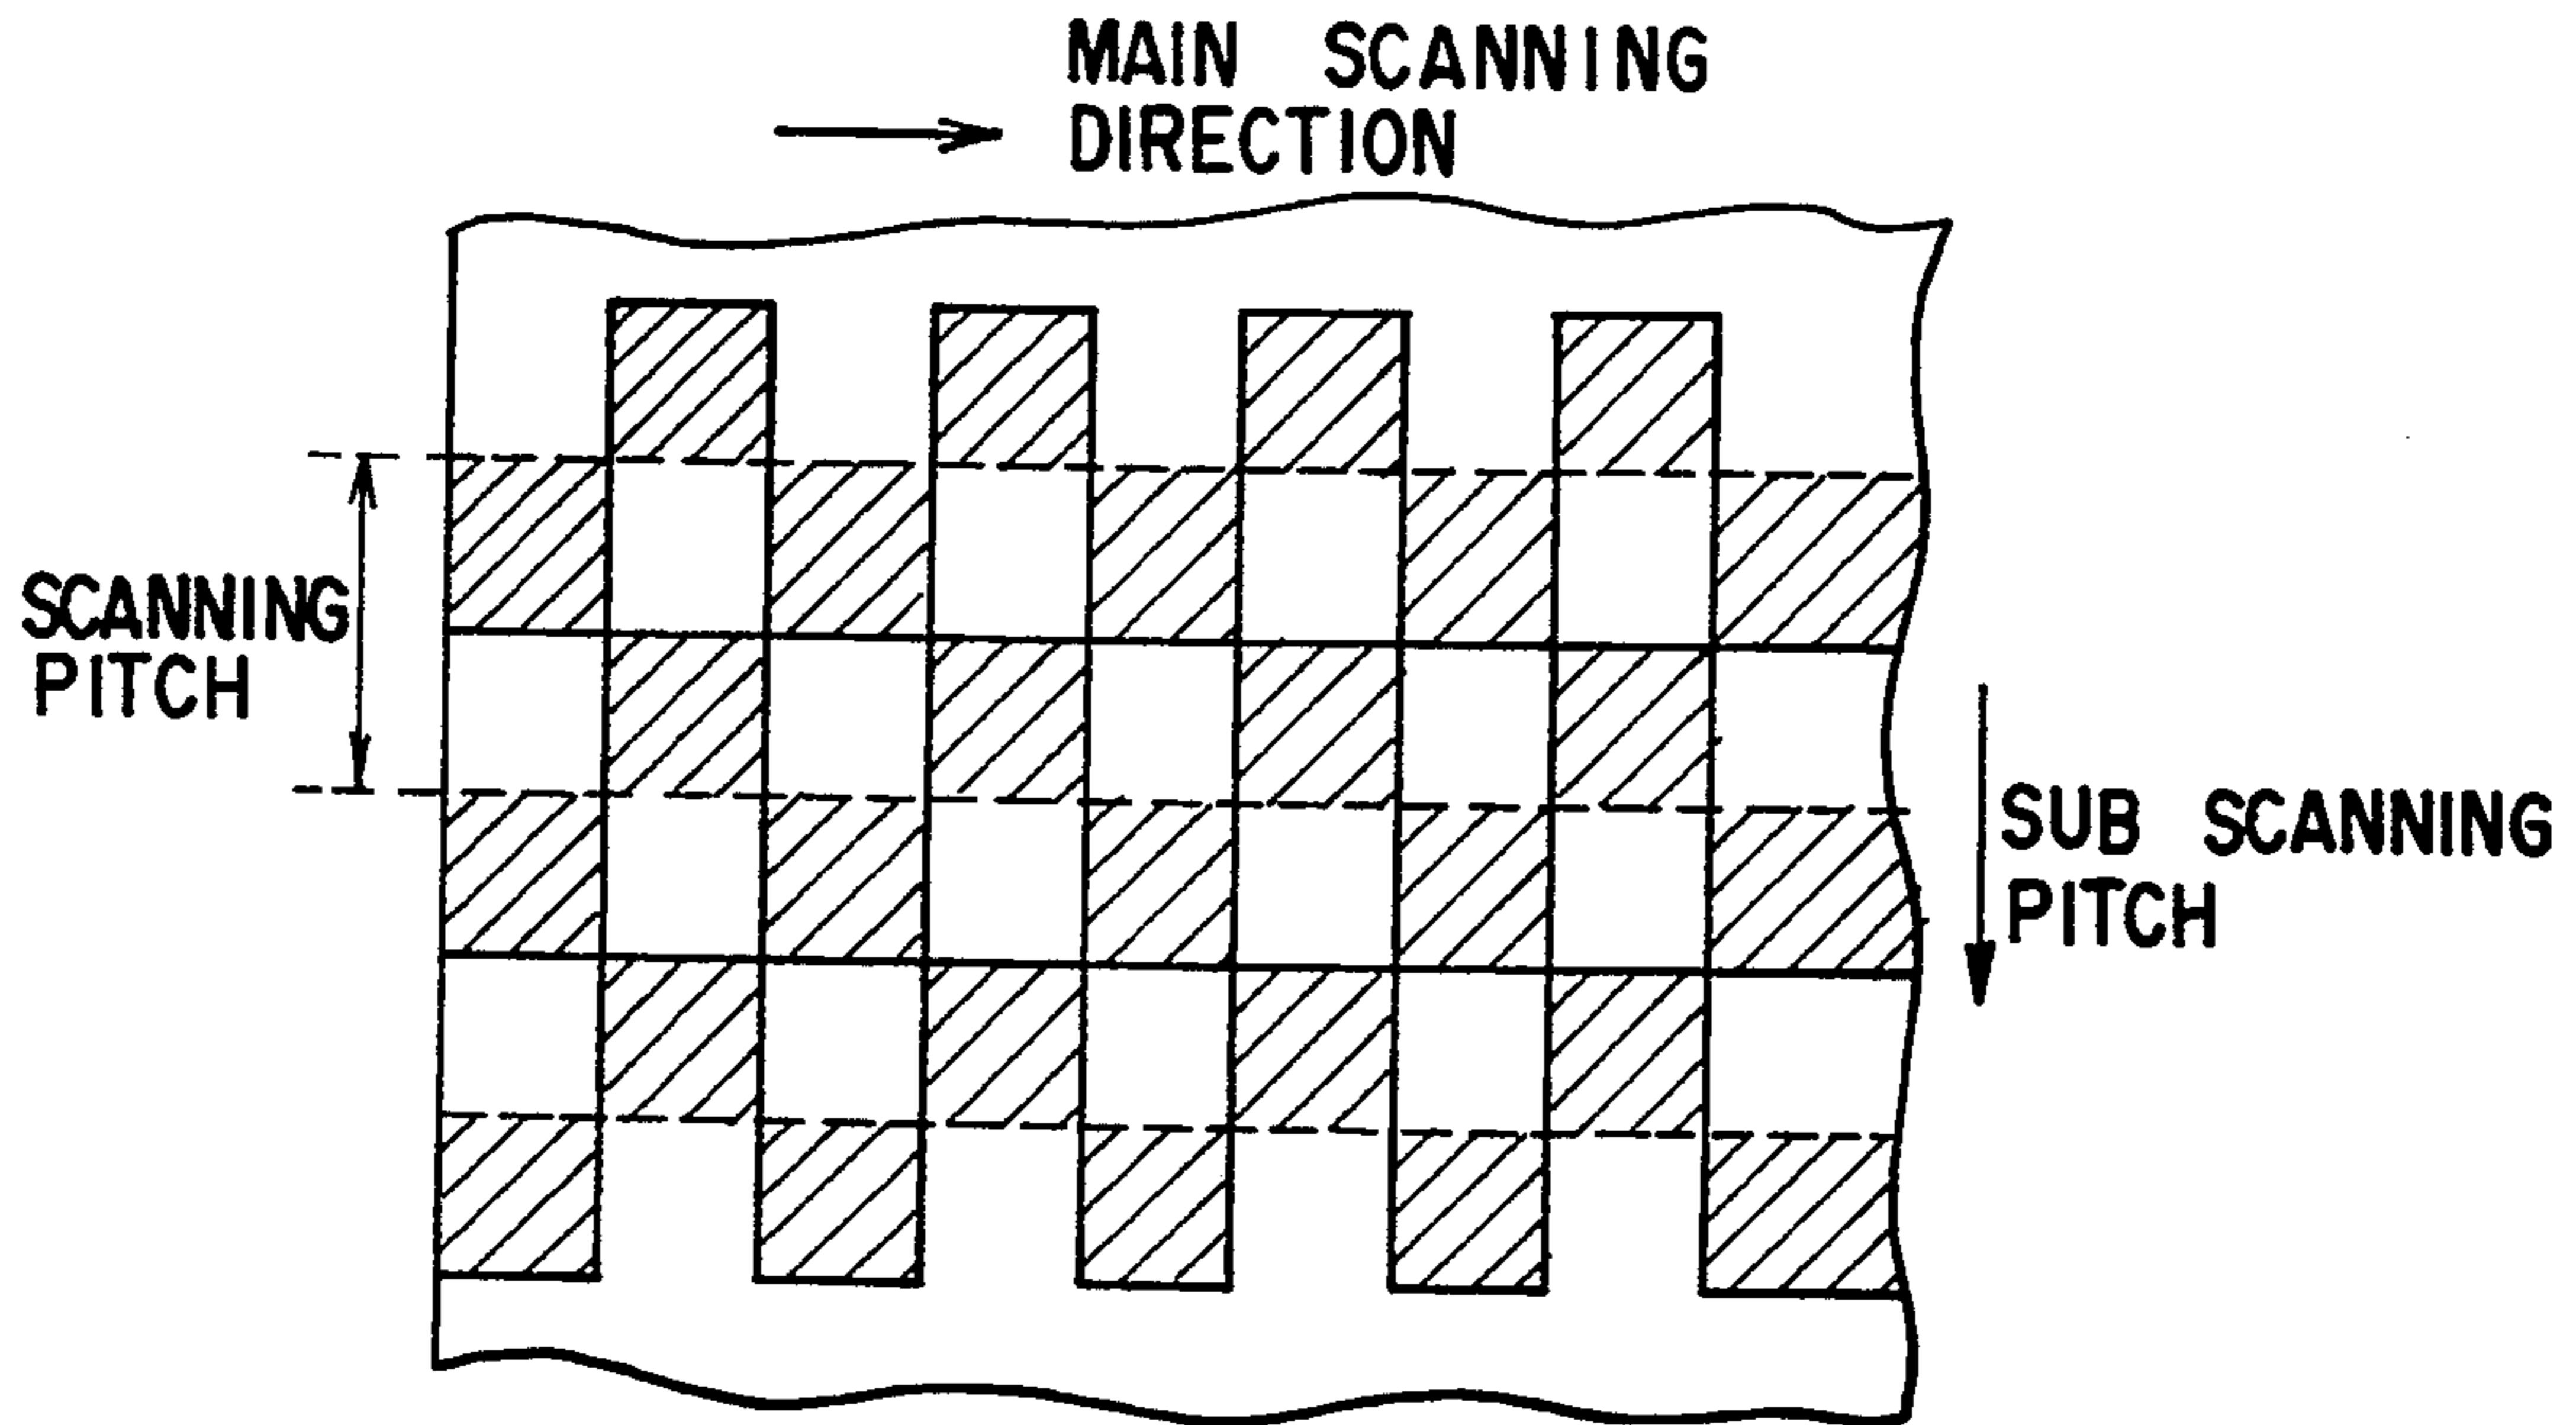 MAIN SCANNING
DIRECTION
SCANNING
PITCH
SUB SCANNING
PITCH